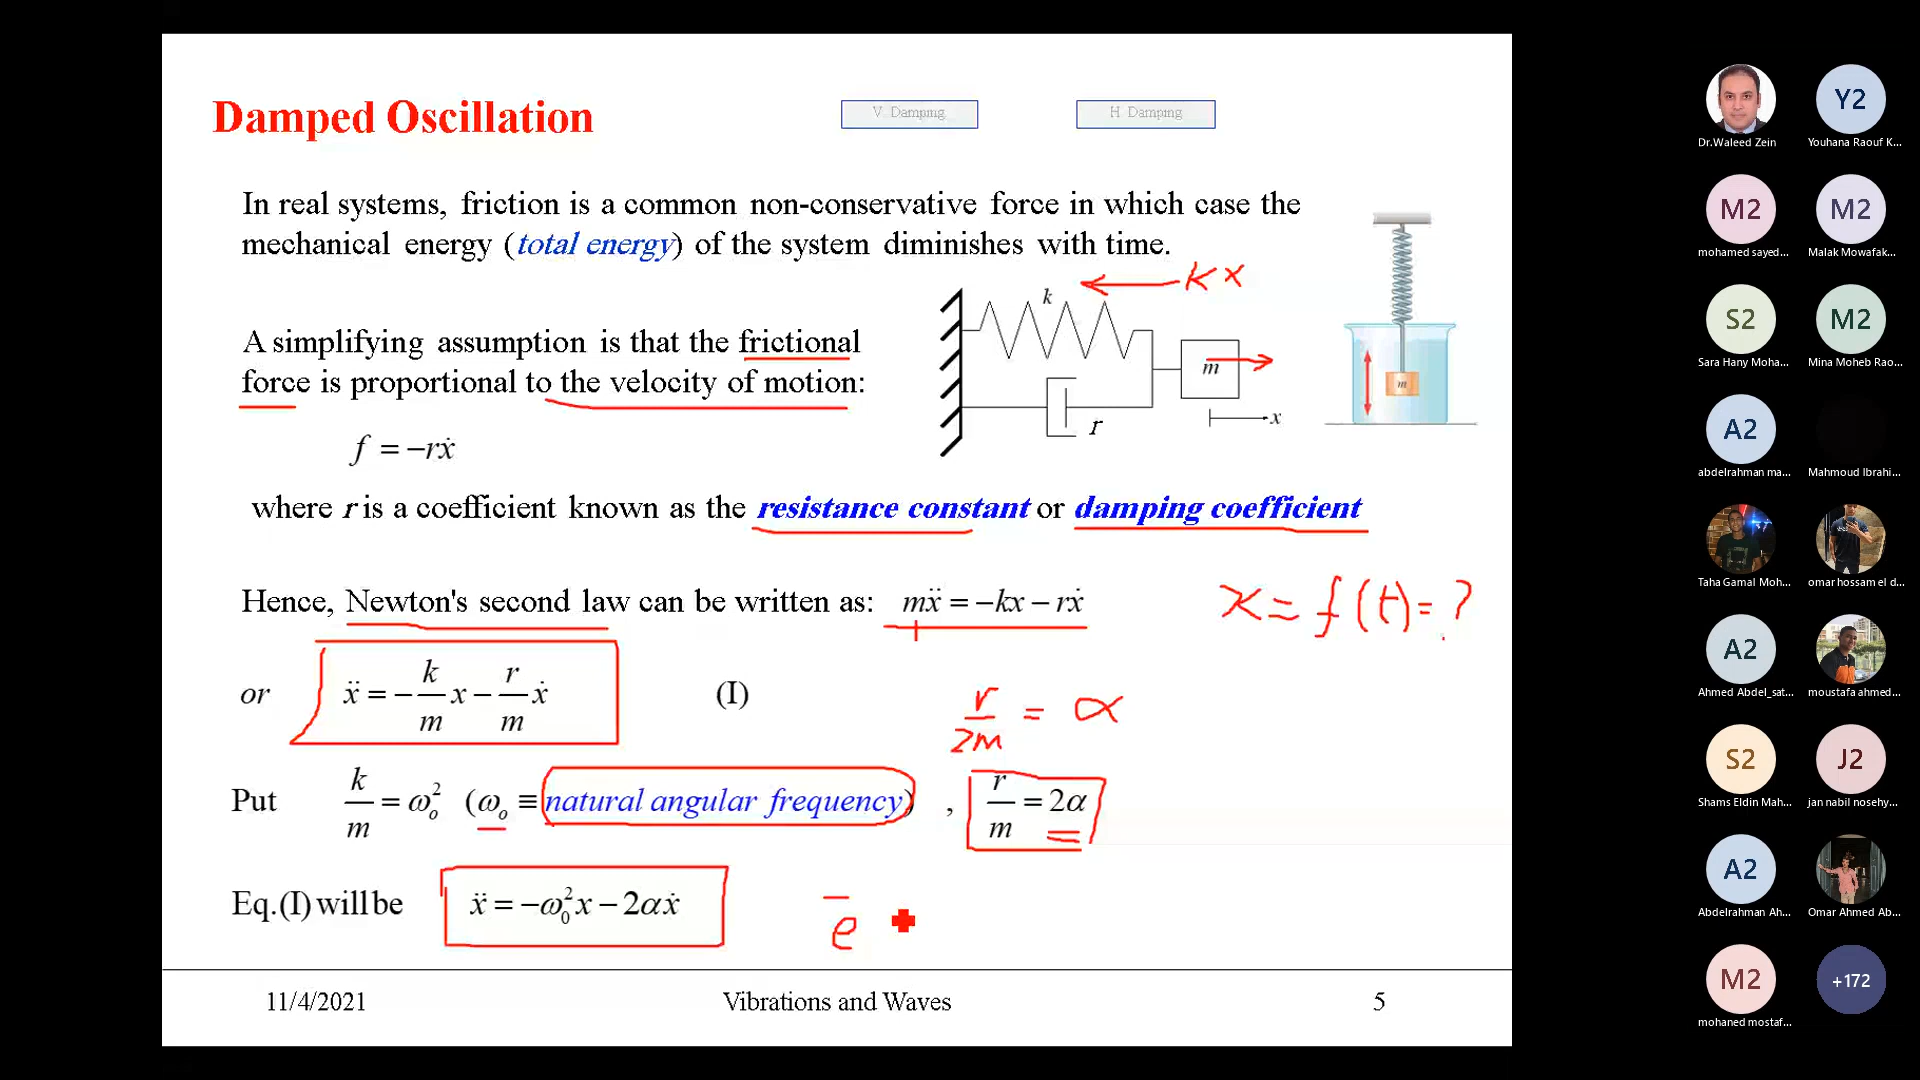 Damped Oscillation
V. Damping.
H Damping
In real systems, friction is a common non-conservative force in which case the
mechanical energy (total energy) of the system diminishes with time.
K x
k
A simplifying assumption is that the frictional
force is proportional to the velocity of motion:
m
m
x
r
f = −rẋ
where r is a coefficient known as the resistance constant or damping coefficient
Hence, Newton's second law can be written as: mẍ = −kx − rẋ
x = f(t) = ?
or ẍ = −k/m x − r/m ẋ (I)
r/2m = α
Put k/m = ω₀² (ω₀ ≡ natural angular frequency) , r/m = 2α
Eq.(I) will be ẍ = −ω₀²x − 2αẋ
e
11/4/2021 Vibrations and Waves 5
Dr.Waleed Zein
Y2
Youhana Raouf K...
M2
mohamed sayed...
M2
Malak Mowafak...
S2
Sara Hany Moha...
M2
Mina Moheb Rao...
A2
abdelrahman ma...
Mahmoud Ibrahi...
Taha Gamal Moh...
omar hossam el d...
A2
Ahmed Abdel_sat...
moustafa ahmed...
S2
Shams Eldin Mah...
J2
jan nabil nosehy...
A2
Abdelrahman Ah...
Omar Ahmed Ab...
M2
mohaned mostaf...
+172